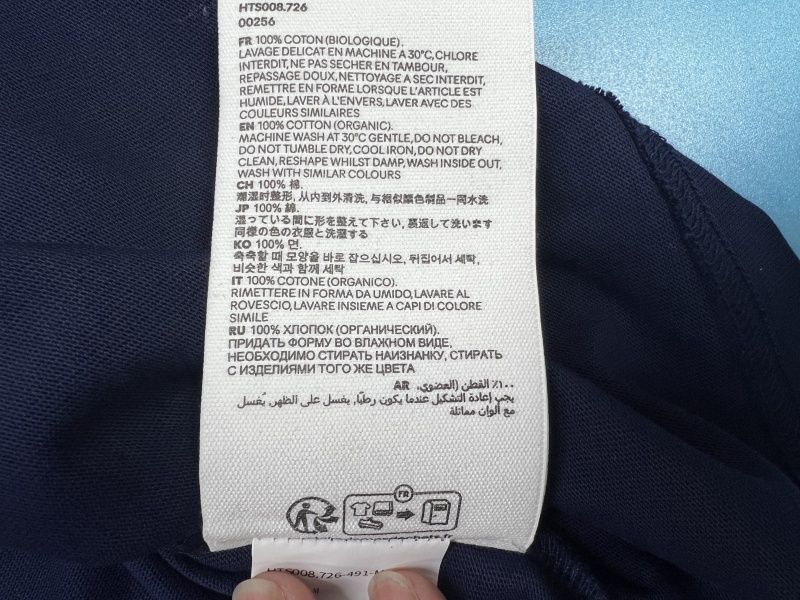 HTS008.726
00256
FR 100% COTON (BIOLOGIQUE).
LAVAGE DELICAT EN MACHINE A 30°C, CHLORE
INTERDIT, NE PAS SECHER EN TAMBOUR,
REPASSAGE DOUX, NETTOYAGE A SEC INTERDIT,
REMETTRE EN FORME LORSQUE L'ARTICLE EST
HUMIDE, LAVER À L'ENVERS, LAVER AVEC DES
COULEURS SIMILAIRES
EN 100% COTTON (ORGANIC).
MACHINE WASH AT 30°C GENTLE, DO NOT BLEACH,
DO NOT TUMBLE DRY, COOL IRON, DO NOT DRY
CLEAN, RESHAPE WHILST DAMP, WASH INSIDE OUT,
WASH WITH SIMILAR COLOURS
CH 100% 棉.
潮湿时整形, 从内到外清洗, 与相似颜色制品一同水洗
JP 100% 綿.
湿っている間に形を整えて下さい, 裏返して洗います
同様の色の衣服と洗濯する
KO 100% 면.
축축할 때 모양을 바로 잡으십시오, 뒤집어서 세탁,
비슷한 색과 함께 세탁
IT 100% COTONE (ORGANICO).
RIMETTERE IN FORMA DA UMIDO, LAVARE AL
ROVESCIO, LAVARE INSIEME A CAPI DI COLORE
SIMILE
RU 100% ХЛОПОК (ОРГАНИЧЕСКИЙ).
ПРИДАТЬ ФОРМУ ВО ВЛАЖНОМ ВИДЕ,
НЕОБХОДИМО СТИРАТЬ НАИЗНАНКУ, СТИРАТЬ
С ИЗДЕЛИЯМИ ТОГО ЖЕ ЦВЕТА
AR ١٠٠٪ القطن (العضوي).
يجب إعادة التشكيل عندما يكون رطبًا, يغسل على الظهر, يُغسل
مع ألوان مماثلة
FR
HTS008.726-491-M